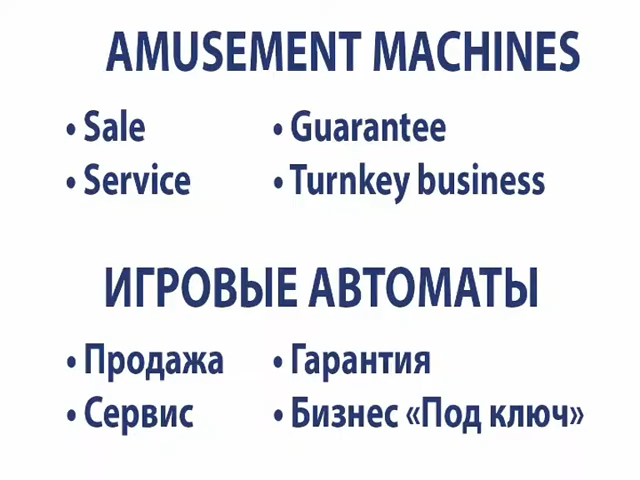 AMUSEMENT MACHINES
• Sale • Guarantee
• Service • Turnkey business
ИГРОВЫЕ АВТОМАТЫ
• Продажа • Гарантия
• Сервис • Бизнес «Под ключ»